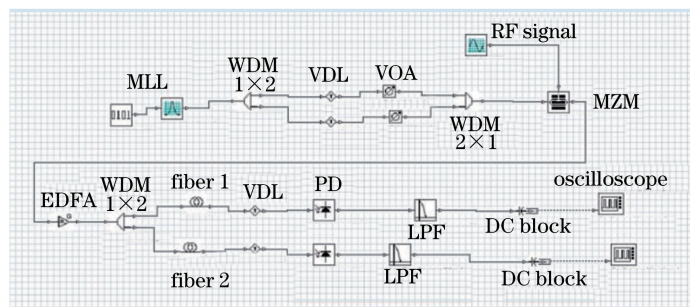 RF signal
WDM
1×2
VDL
VOA
MLL
0101
MZM
WDM
2×1
EDFA
WDM
1×2
fiber 1
VDL
PD
oscilloscope
LPF
DC block
fiber 2
LPF
DC block